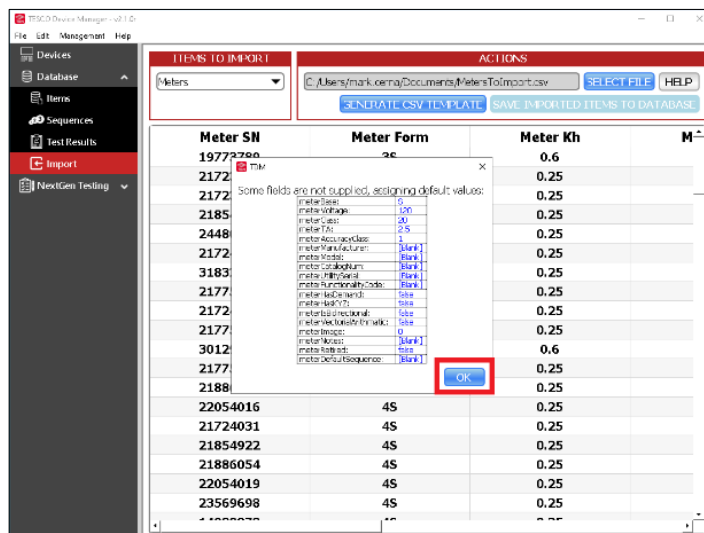 TESCO Device Manager - v2.1.0
File Edit Management Help
Devices
Database
Items
Sequences
Test Results
Import
NextGen Testing
ITEMS TO IMPORT
Meters
ACTIONS
C:/Users/mark.cerna/Documents/MetersToImport.csv SELECT FILE HELP
GENERATE CSV TEMPLATE SAVE IMPORTED ITEMS TO DATABASE
Meter SN Meter Form Meter Kh M
19773789 3S 0.6
0.25
0.25
0.25
0.25
0.25
0.25
0.25
0.25
0.25
0.6
0.25
0.25
TDM
Some fields are not supplied, assigning default values:
meterBase: S
meterVoltage: 120
meterClass: 20
meterTA: 2.5
meterAccuracyClass: 1
meterManufacturer: [Blank]
meterModel: [Blank]
meterCatalogNum: [Blank]
meterUtilitySerial: [Blank]
meterFunctionalityCode: [Blank]
meterHasDemand: false
meterHasKYZ: false
meterIsBidirectional: false
meterVectorialArithmatic: false
meterImage: 0
meterNotes: [Blank]
meterRetired: false
meterDefaultSequence: [Blank]
OK
22054016 4S 0.25
21724031 4S 0.25
21854922 4S 0.25
21886054 4S 0.25
22054019 4S 0.25
23569698 4S 0.25